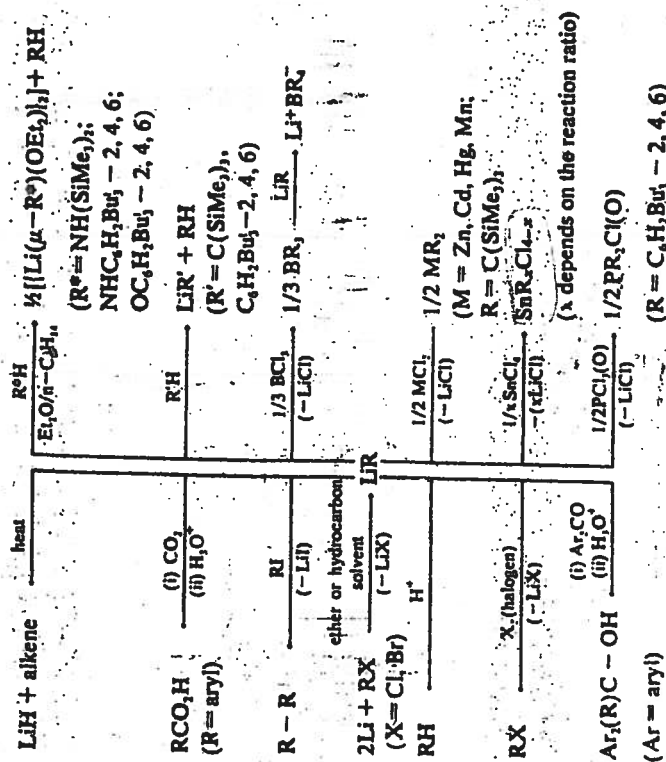 LiH + alkene
heat
RCO₂H
(R = aryl)
(i) CO₂
(ii) H₃O⁺
R – R
RI
(– LiI)
2Li + RX
(X = Cl, Br)
ether or hydrocarbon
solvent
(– LiX)
LiR
RH
H⁺
RX
X₂ (halogen)
(– LiX)
Ar₂(R)C – OH
(Ar = aryl)
(i) Ar₂CO
(ii) H₃O⁺
R*H
Et₂O/n–C₆H₁₄
½[{Li(μ–R*)(OEt₂)}₂] + RH
(R* = NH(SiMe₃)₂;
NHC₆H₂Buᵗ₃ – 2, 4, 6;
OC₆H₂Buᵗ₃ – 2, 4, 6)
R'H
LiR' + RH
(R' = C(SiMe₃)₃,
C₆H₂Buᵗ₃–2, 4, 6)
1/3 BCl₃
(– LiCl)
1/3 BR₃
LiR
Li⁺BR₄⁻
1/2 MCl₂
(– LiCl)
1/2 MR₂
(M = Zn, Cd, Hg, Mn;
R = C(SiMe₃)₃
1/x SnCl₄
–(xLiCl)
SnRₓCl₄₋ₓ
(x depends on the reaction ratio)
1/2PCl₃(O)
(– LiCl)
1/2 PR₂Cl(O)
(R = C₆H₂Buᵗ₃ – 2, 4, 6)